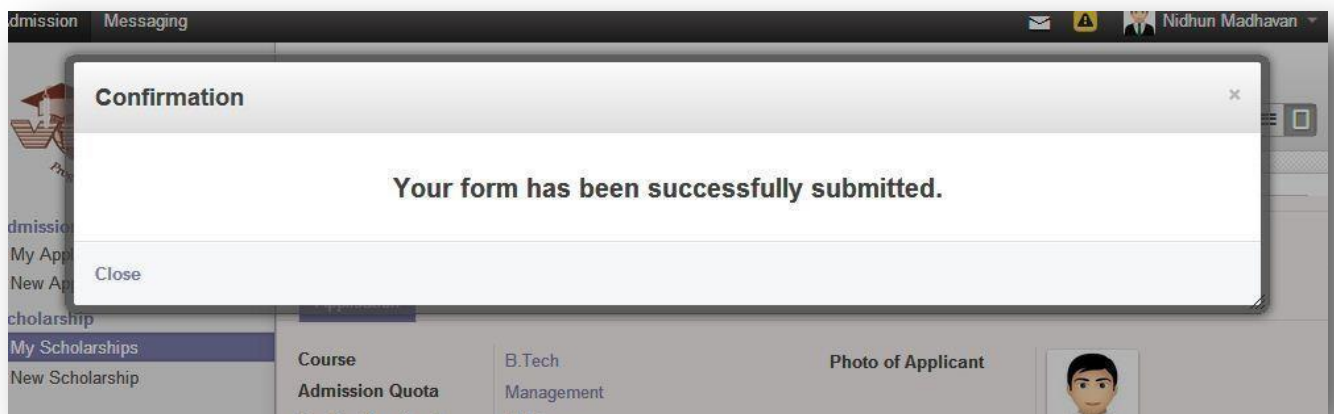 dmission Messaging Nidhun Madhavan
Confirmation ×
Your form has been successfully submitted.
Close
dmissio
My App
New Ap
cholarship
My Scholarships
New Scholarship
Course B.Tech Photo of Applicant
Admission Quota Management